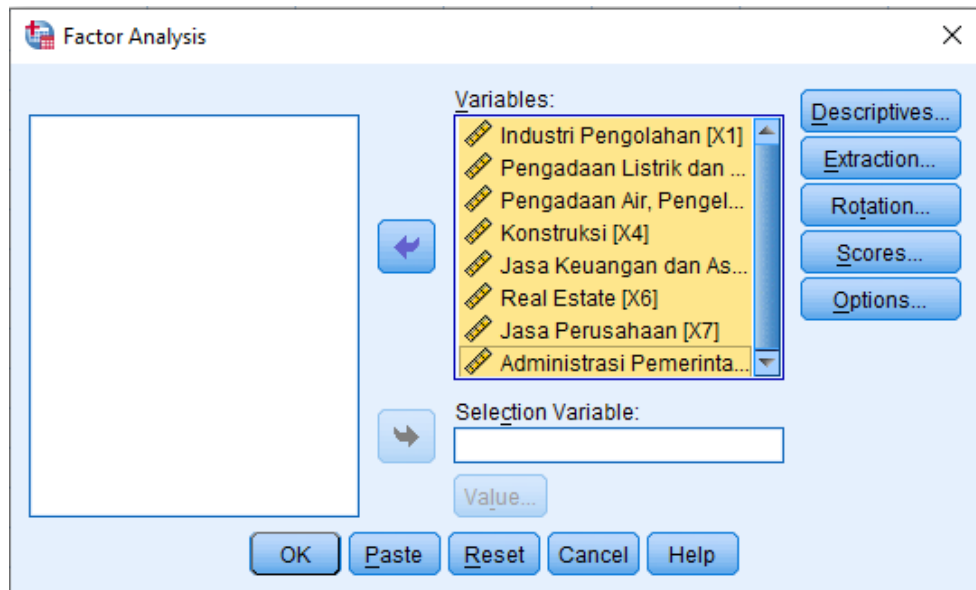 Factor Analysis
Variables:
Industri Pengolahan [X1]
Pengadaan Listrik dan ...
Pengadaan Air, Pengel...
Konstruksi [X4]
Jasa Keuangan dan As...
Real Estate [X6]
Jasa Perusahaan [X7]
Administrasi Pemerinta...
Descriptives...
Extraction...
Rotation...
Scores...
Options...
Selection Variable:
Value...
OK Paste Reset Cancel Help